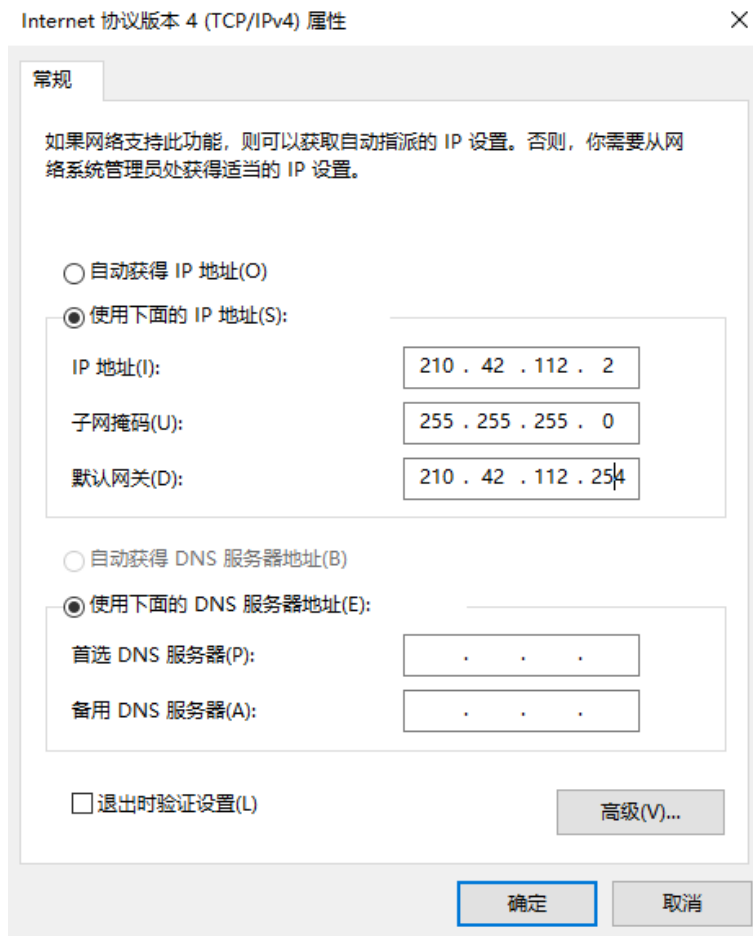 Internet 协议版本 4 (TCP/IPv4) 属性
常规
如果网络支持此功能，则可以获取自动指派的 IP 设置。否则，你需要从网
络系统管理员处获得适当的 IP 设置。
自动获得 IP 地址(O)
使用下面的 IP 地址(S):
IP 地址(I): 210 . 42 . 112 . 2
子网掩码(U): 255 . 255 . 255 . 0
默认网关(D): 210 . 42 . 112 . 254
自动获得 DNS 服务器地址(B)
使用下面的 DNS 服务器地址(E):
首选 DNS 服务器(P): . . .
备用 DNS 服务器(A): . . .
退出时验证设置(L)
高级(V)...
确定 取消